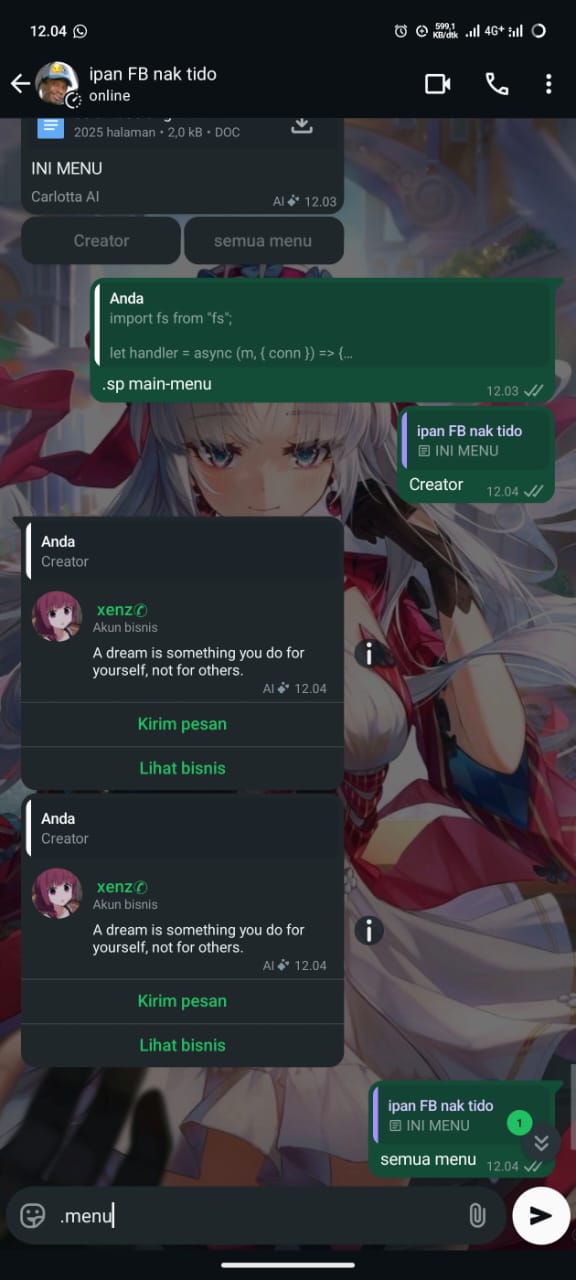 12.04
599,1
KB/dtk
4G+
ipan FB nak tido
online
2025 halaman • 2,0 kB • DOC
INI MENU
Carlotta AI
AI 12.03
Creator
semua menu
Anda
import fs from "fs";
let handler = async (m, { conn }) => {...
.sp main-menu
12.03
ipan FB nak tido
INI MENU
Creator
12.04
Anda
Creator
xenz✆
Akun bisnis
A dream is something you do for
yourself, not for others.
AI 12.04
Kirim pesan
Lihat bisnis
Anda
Creator
xenz✆
Akun bisnis
A dream is something you do for
yourself, not for others.
AI 12.04
Kirim pesan
Lihat bisnis
ipan FB nak tido
INI MENU
1
semua menu
12.04
.menu